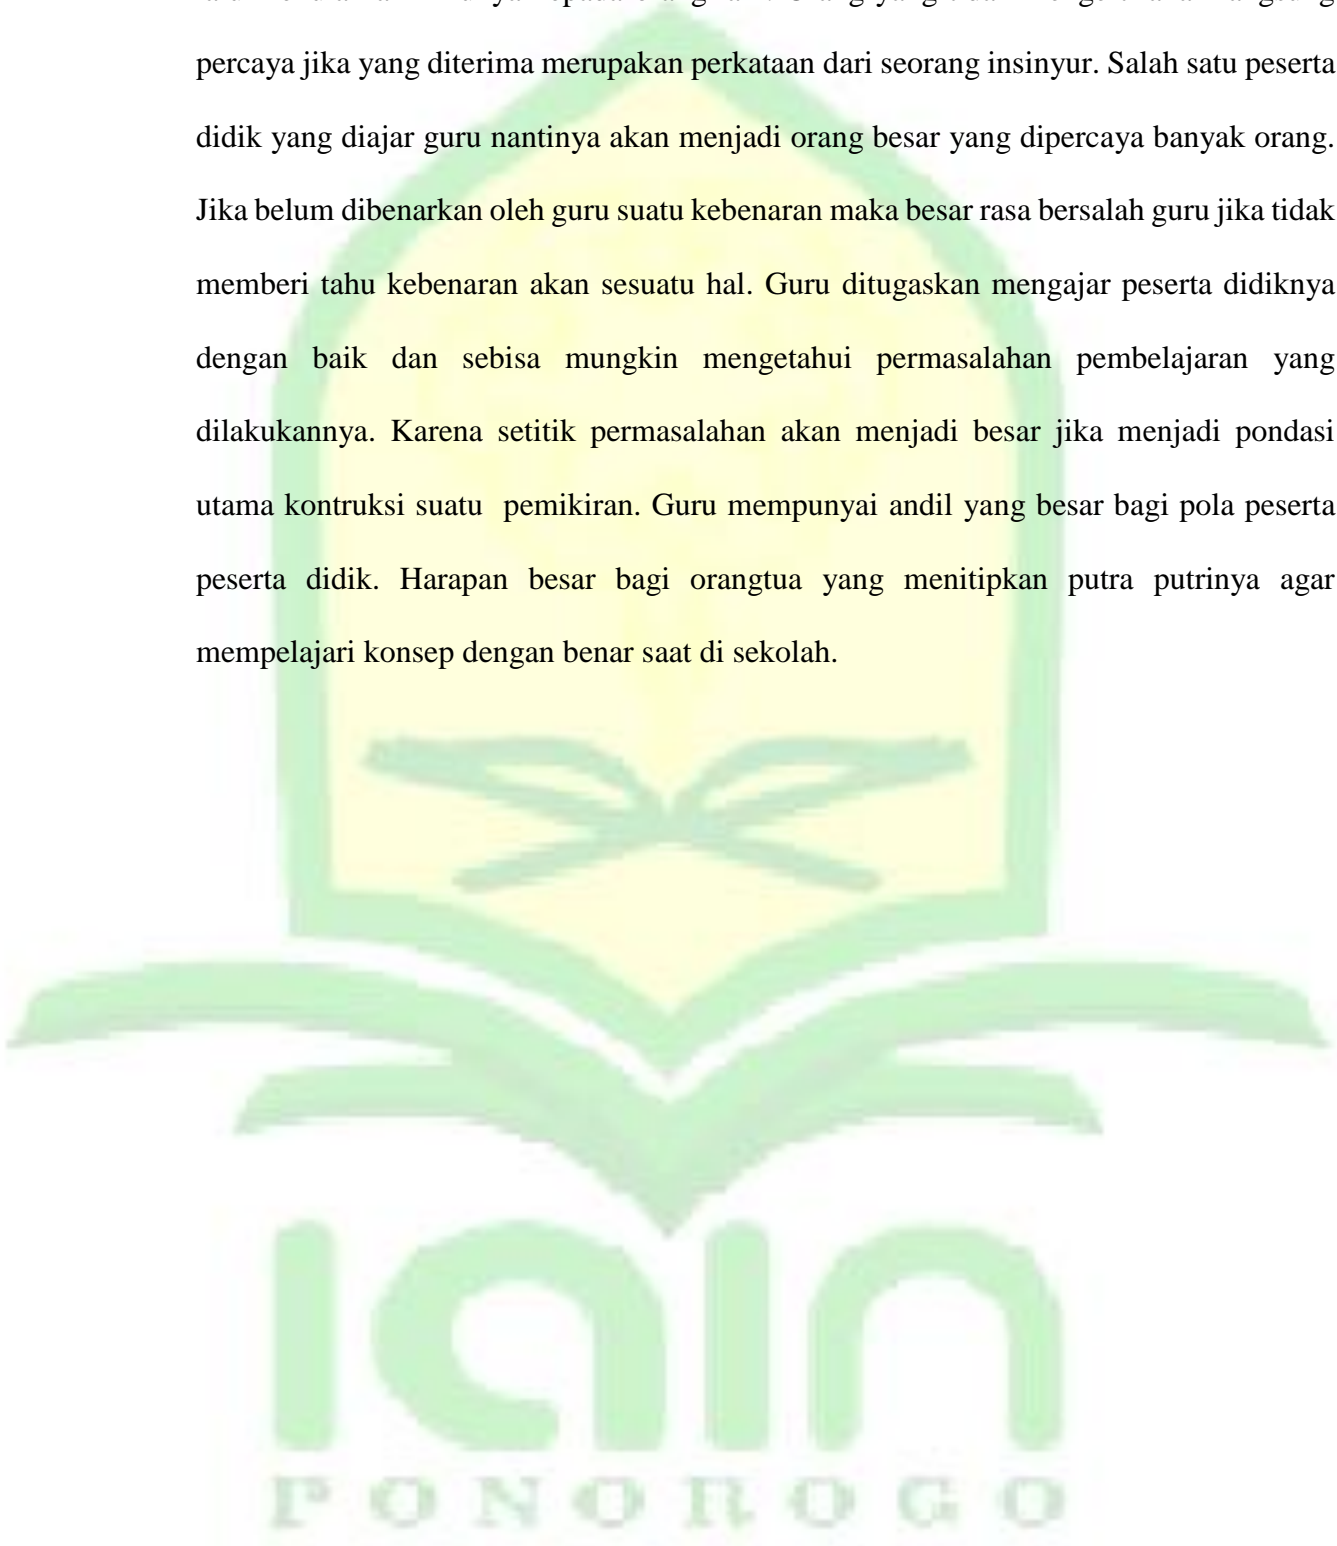 percaya jika yang diterima merupakan perkataan dari seorang insinyur. Salah satu peserta
didik yang diajar guru nantinya akan menjadi orang besar yang dipercaya banyak orang.
Jika belum dibenarkan oleh guru suatu kebenaran maka besar rasa bersalah guru jika tidak
memberi tahu kebenaran akan sesuatu hal. Guru ditugaskan mengajar peserta didiknya
dengan baik dan sebisa mungkin mengetahui permasalahan pembelajaran yang
dilakukannya. Karena setitik permasalahan akan menjadi besar jika menjadi pondasi
utama kontruksi suatu pemikiran. Guru mempunyai andil yang besar bagi pola peserta
peserta didik. Harapan besar bagi orangtua yang menitipkan putra putrinya agar
mempelajari konsep dengan benar saat di sekolah.
iain
PONOROGO